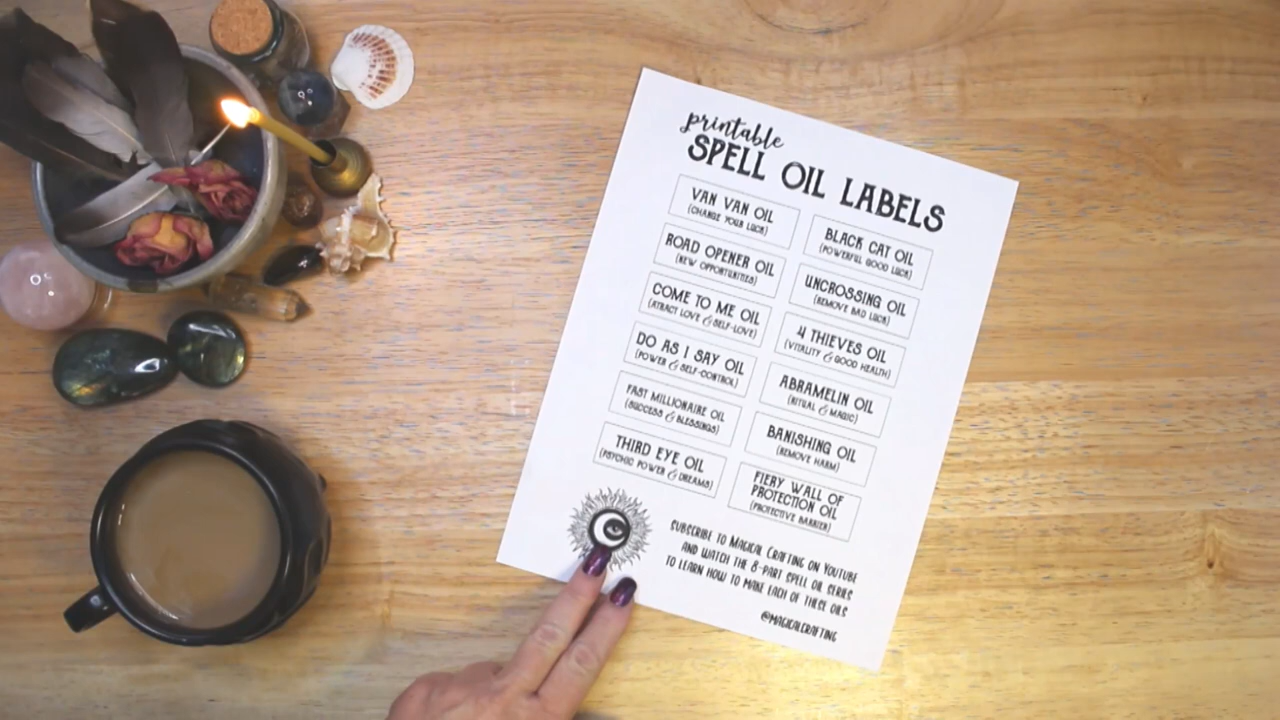 printable
SPELL OIL LABELS
VAN VAN OIL
(CHANGE YOUR LUCK)
ROAD OPENER OIL
(NEW OPPORTUNITIES)
COME TO ME OIL
(ATRACT LOVE & SELF-LOVE)
DO AS I SAY OIL
(POWER & SELF-CONTROL)
FAST MILLIONAIRE OIL
(SUCCESS & BLESSINGS)
THIRD EYE OIL
(PSYCHIC POWER & DREAMS)
BLACK CAT OIL
(POWERFUL GOOD LUCK)
UNCROSSING OIL
(REMOVE BAD LUCK)
4 THIEVES OIL
(VITALITY & GOOD HEALTH)
ABRAMELIN OIL
(RITUAL & MAGIC)
BANISHING OIL
(REMOVE HARM)
FIERY WALL OF
PROTECTION OIL
(PROTECTIVE BARRIER)
SUBSCRIBE TO MAGICAL CRAFTING ON YOUTUBE
AND WATCH THE 8-PART SPELL OIL SERIES
TO LEARN HOW TO MAKE EACH OF THESE OILS
@MAGICALCRAFTING